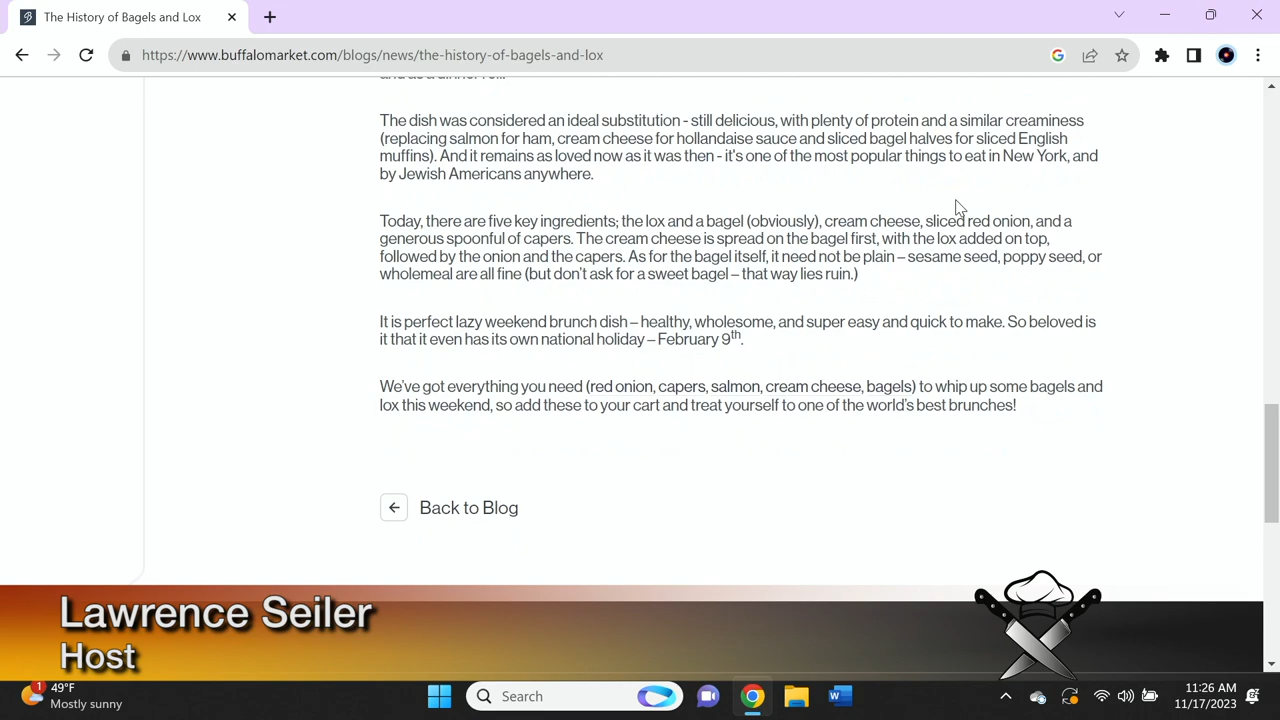 The History of Bagels and Lox
https://www.buffalomarket.com/blogs/news/the-history-of-bagels-and-lox
The dish was considered an ideal substitution - still delicious, with plenty of protein and a similar creaminess
(replacing salmon for ham, cream cheese for hollandaise sauce and sliced bagel halves for sliced English
muffins). And it remains as loved now as it was then - it's one of the most popular things to eat in New York, and
by Jewish Americans anywhere.
Today, there are five key ingredients; the lox and a bagel (obviously), cream cheese, sliced red onion, and a
generous spoonful of capers. The cream cheese is spread on the bagel first, with the lox added on top,
followed by the onion and the capers. As for the bagel itself, it need not be plain – sesame seed, poppy seed, or
wholemeal are all fine (but don't ask for a sweet bagel – that way lies ruin.)
It is perfect lazy weekend brunch dish – healthy, wholesome, and super easy and quick to make. So beloved is
it that it even has its own national holiday – February 9th.
We've got everything you need (red onion, capers, salmon, cream cheese, bagels) to whip up some bagels and
lox this weekend, so add these to your cart and treat yourself to one of the world's best brunches!
Back to Blog
Lawrence Seiler
Host
1
49°F
Mostly sunny
Search
W
11:26 AM
11/17/2023